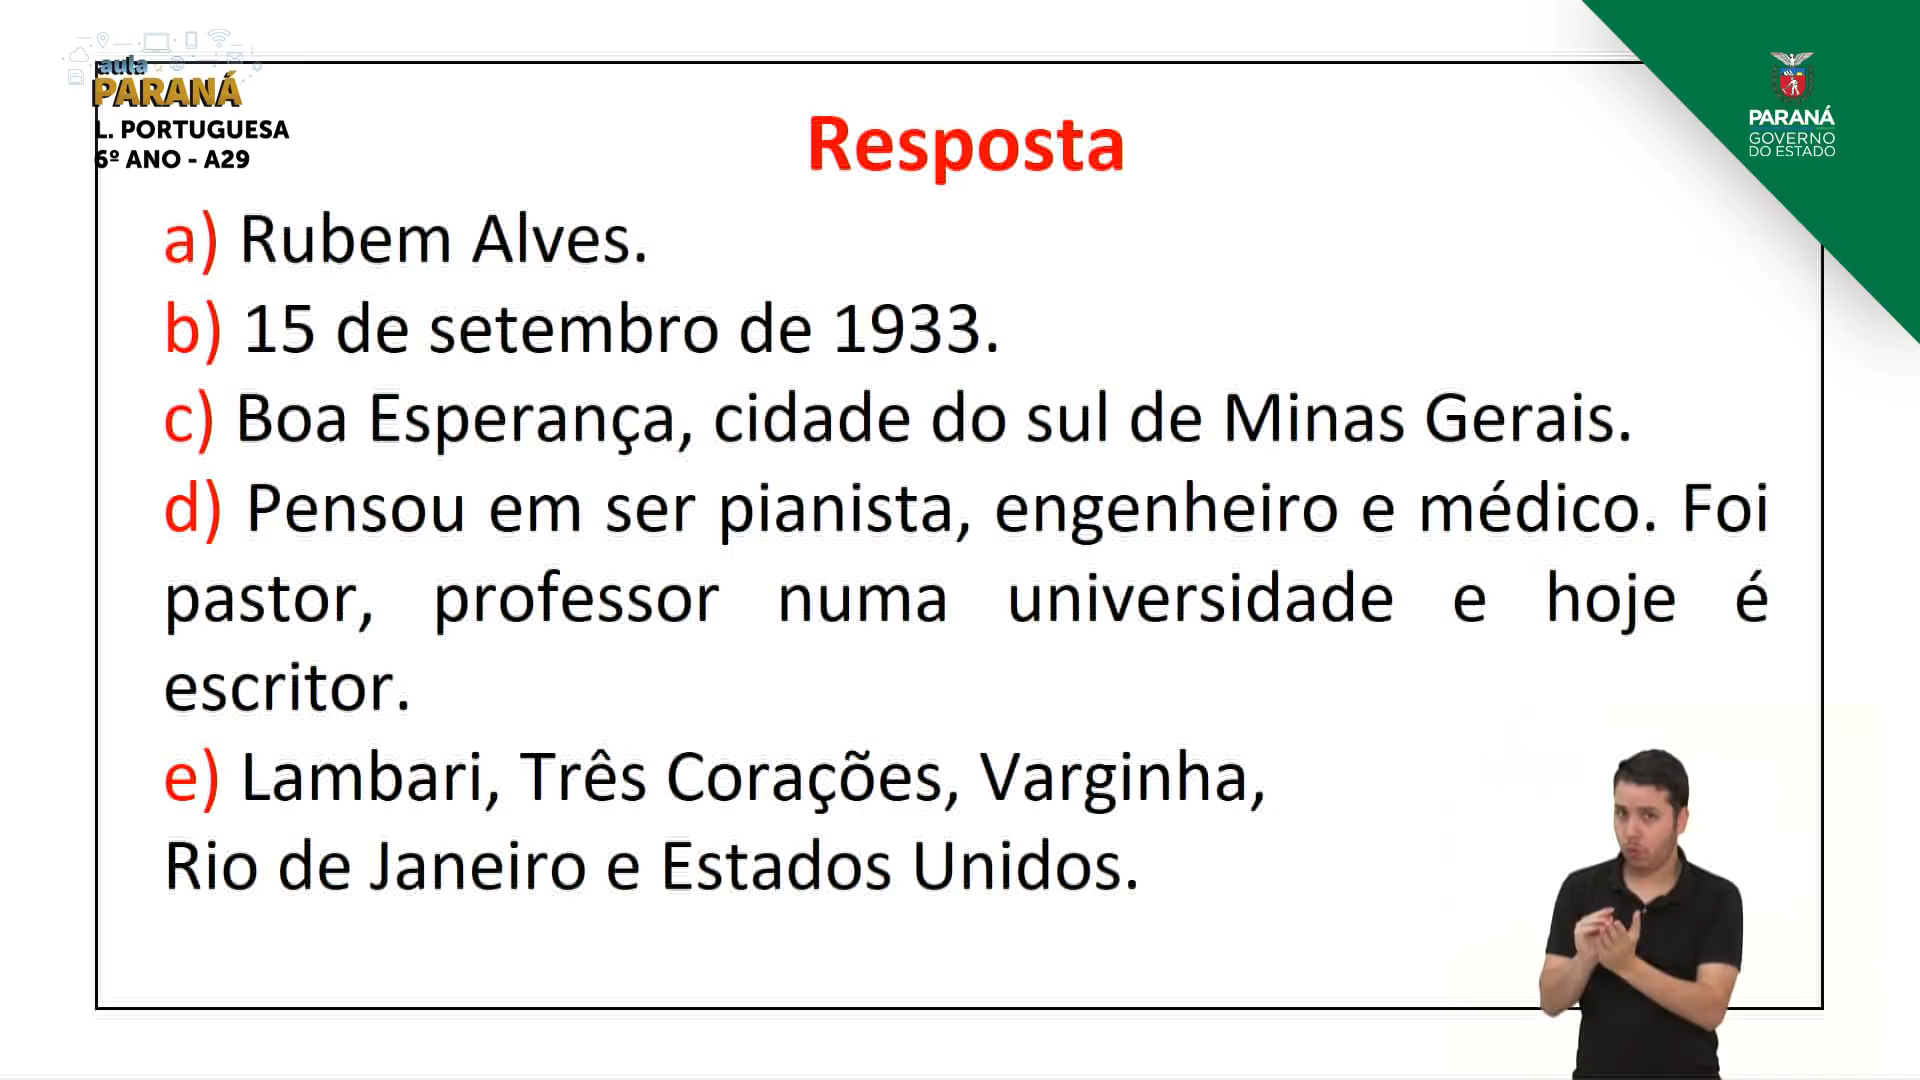 aula
PARANÁ
L. PORTUGUESA
6º ANO - A29
PARANÁ
GOVERNO
DO ESTADO
Resposta
a) Rubem Alves.
b) 15 de setembro de 1933.
c) Boa Esperança, cidade do sul de Minas Gerais.
d) Pensou em ser pianista, engenheiro e médico. Foi
pastor, professor numa universidade e hoje é
escritor.
e) Lambari, Três Corações, Varginha,
Rio de Janeiro e Estados Unidos.